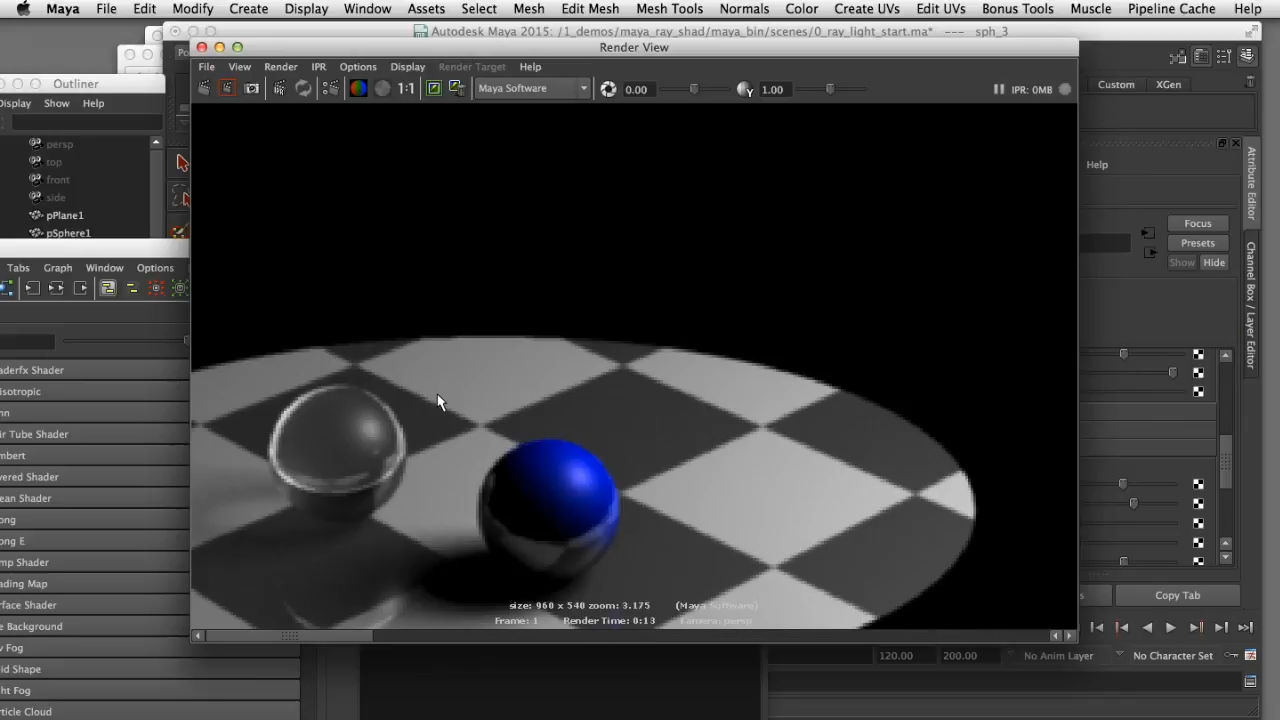 Maya File Edit Modify Create Display Window Assets Select Mesh Edit Mesh Mesh Tools Normals Color Create UVs Edit UVs Bonus Tools Muscle Pipeline Cache Help
Autodesk Maya 2015: /1_demos/maya_ray_shad/maya_bin/scenes/0_ray_light_start.ma* --- sph_3
Render View
File View Render IPR Options Display Render Target Help
1:1 Maya Software 0.00 1.00 IPR: 0MB
Outliner
Display Show Help
persp
top
front
side
pPlane1
pSphere1
Tabs Graph Window Options
aderfx Shader
isotropic
nn
ir Tube Shader
mbert
yered Shader
ean Shader
ong
ong E
mp Shader
ading Map
urface Shader
e Background
v Fog
id Shape
ht Fog
rticle Cloud
size: 960 x 540 zoom: 3.175 (Maya Software)
Frame: 1 Render Time: 0:13 Camera: persp
Custom XGen
Help
Focus
Presets
Show Hide
Attribute Editor
Channel Box / Layer Editor
s Copy Tab
120.00 200.00 No Anim Layer No Character Set